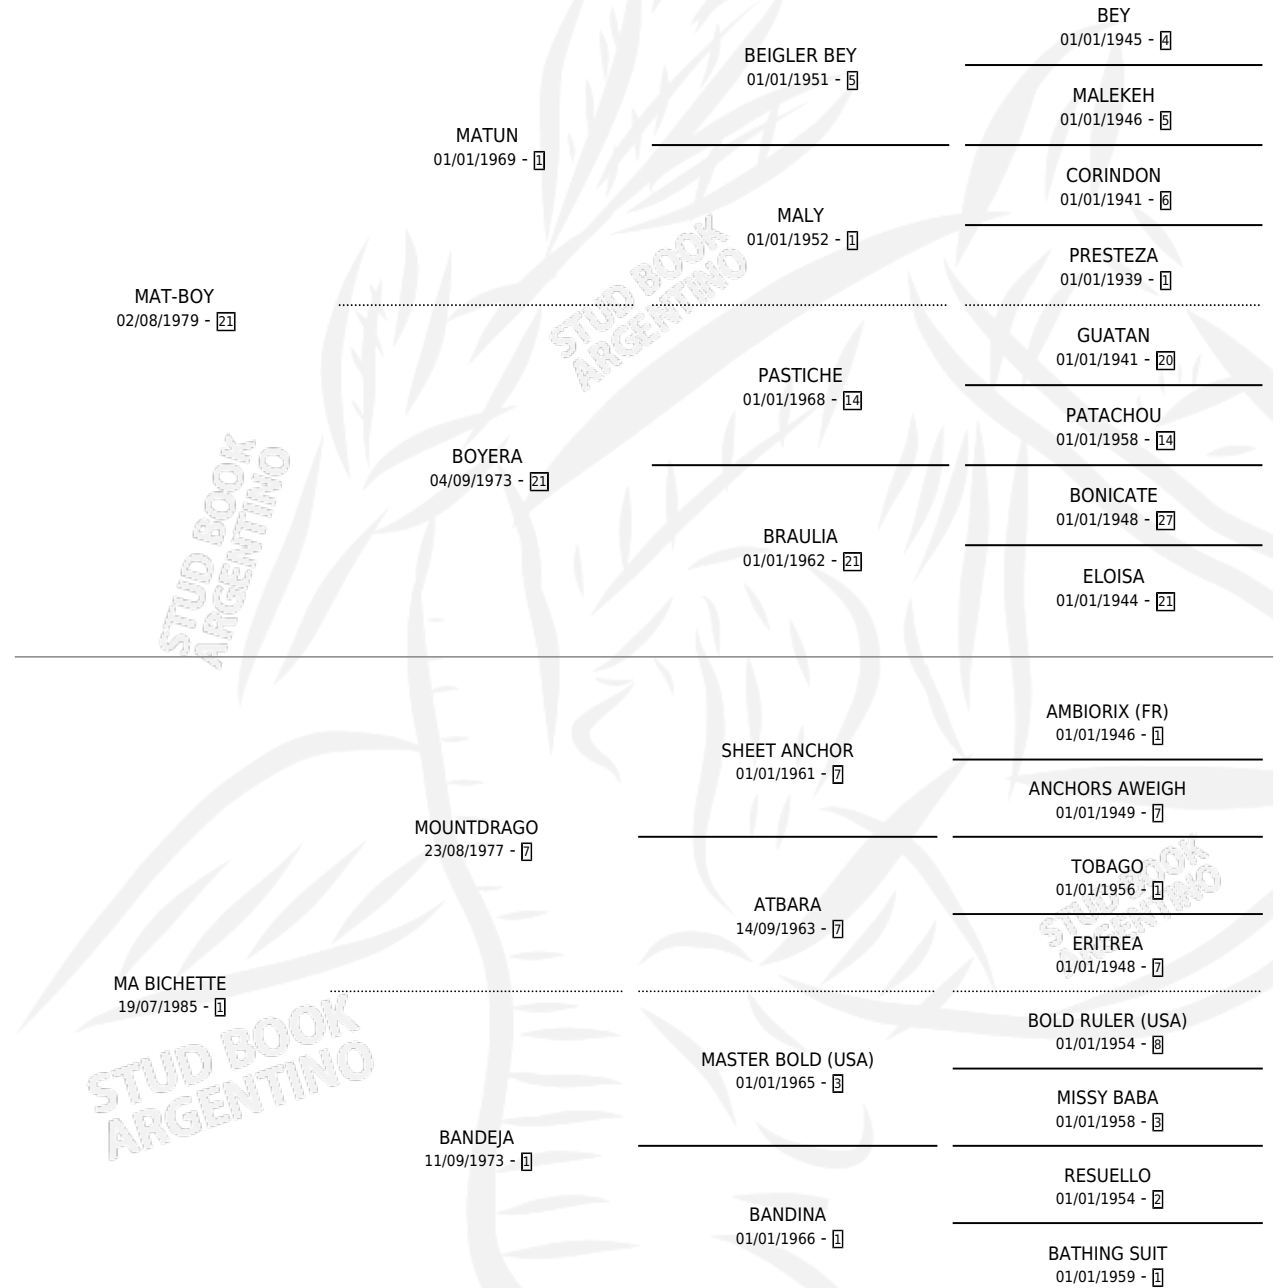 BEY
01/01/1945 - 4
BEIGLER BEY
01/01/1951 - 5
MALEKEH
01/01/1946 - 5
MATUN
01/01/1969 - 1
CORINDON
01/01/1941 - 6
MALY
01/01/1952 - 1
PRESTEZA
01/01/1939 - 1
MAT-BOY
02/08/1979 - 21
GUATAN
01/01/1941 - 20
PASTICHE
01/01/1968 - 14
PATACHOU
01/01/1958 - 14
BOYERA
04/09/1973 - 21
BONICATE
01/01/1948 - 27
BRAULIA
01/01/1962 - 21
ELOISA
01/01/1944 - 21
STUD BOOK
ARGENTINO
STUD BOOK
ARGENTINO
AMBIORIX (FR)
01/01/1946 - 1
SHEET ANCHOR
01/01/1961 - 7
ANCHORS AWEIGH
01/01/1949 - 7
MOUNTDRAGO
23/08/1977 - 7
TOBAGO
01/01/1956 - 1
ATBARA
14/09/1963 - 7
ERITREA
01/01/1948 - 7
MA BICHETTE
19/07/1985 - 1
BOLD RULER (USA)
01/01/1954 - 8
MASTER BOLD (USA)
01/01/1965 - 3
MISSY BABA
01/01/1958 - 3
BANDEJA
11/09/1973 - 1
RESUELLO
01/01/1954 - 2
BANDINA
01/01/1966 - 1
BATHING SUIT
01/01/1959 - 1
STUD BOOK
ARGENTINO
STUD BOOK
ARGENTINO